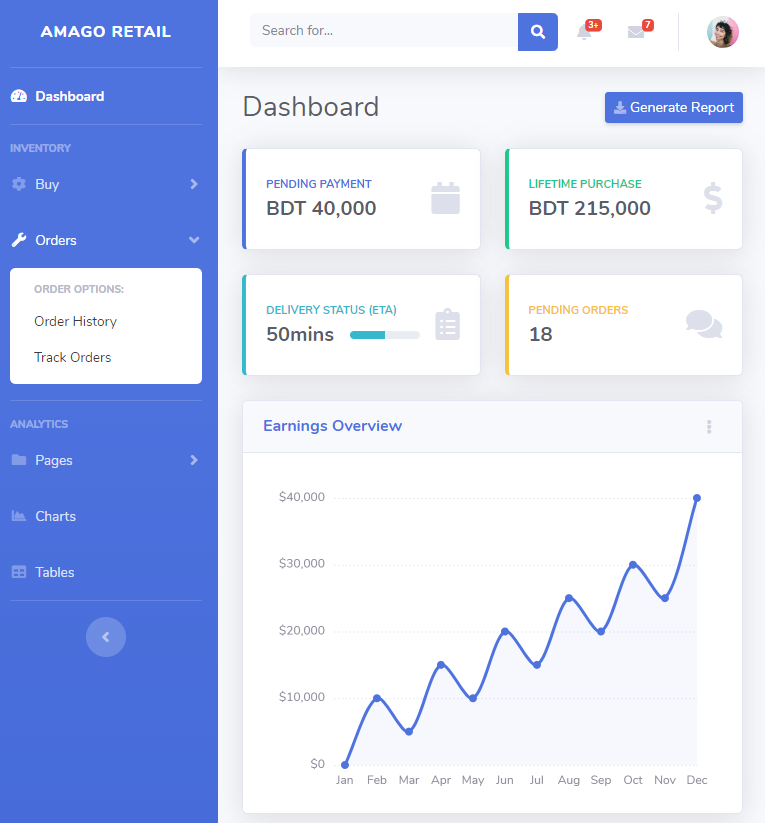 AMAGO RETAIL
Dashboard
INVENTORY
Buy
Orders
ORDER OPTIONS:
Order History
Track Orders
ANALYTICS
Pages
Charts
Tables
Search for...
3+
7
Dashboard
Generate Report
PENDING PAYMENT
BDT 40,000
LIFETIME PURCHASE
BDT 215,000
DELIVERY STATUS (ETA)
50mins
PENDING ORDERS
18
Earnings Overview
$40,000
$30,000
$20,000
$10,000
$0
Jan Feb Mar Apr May Jun Jul Aug Sep Oct Nov Dec